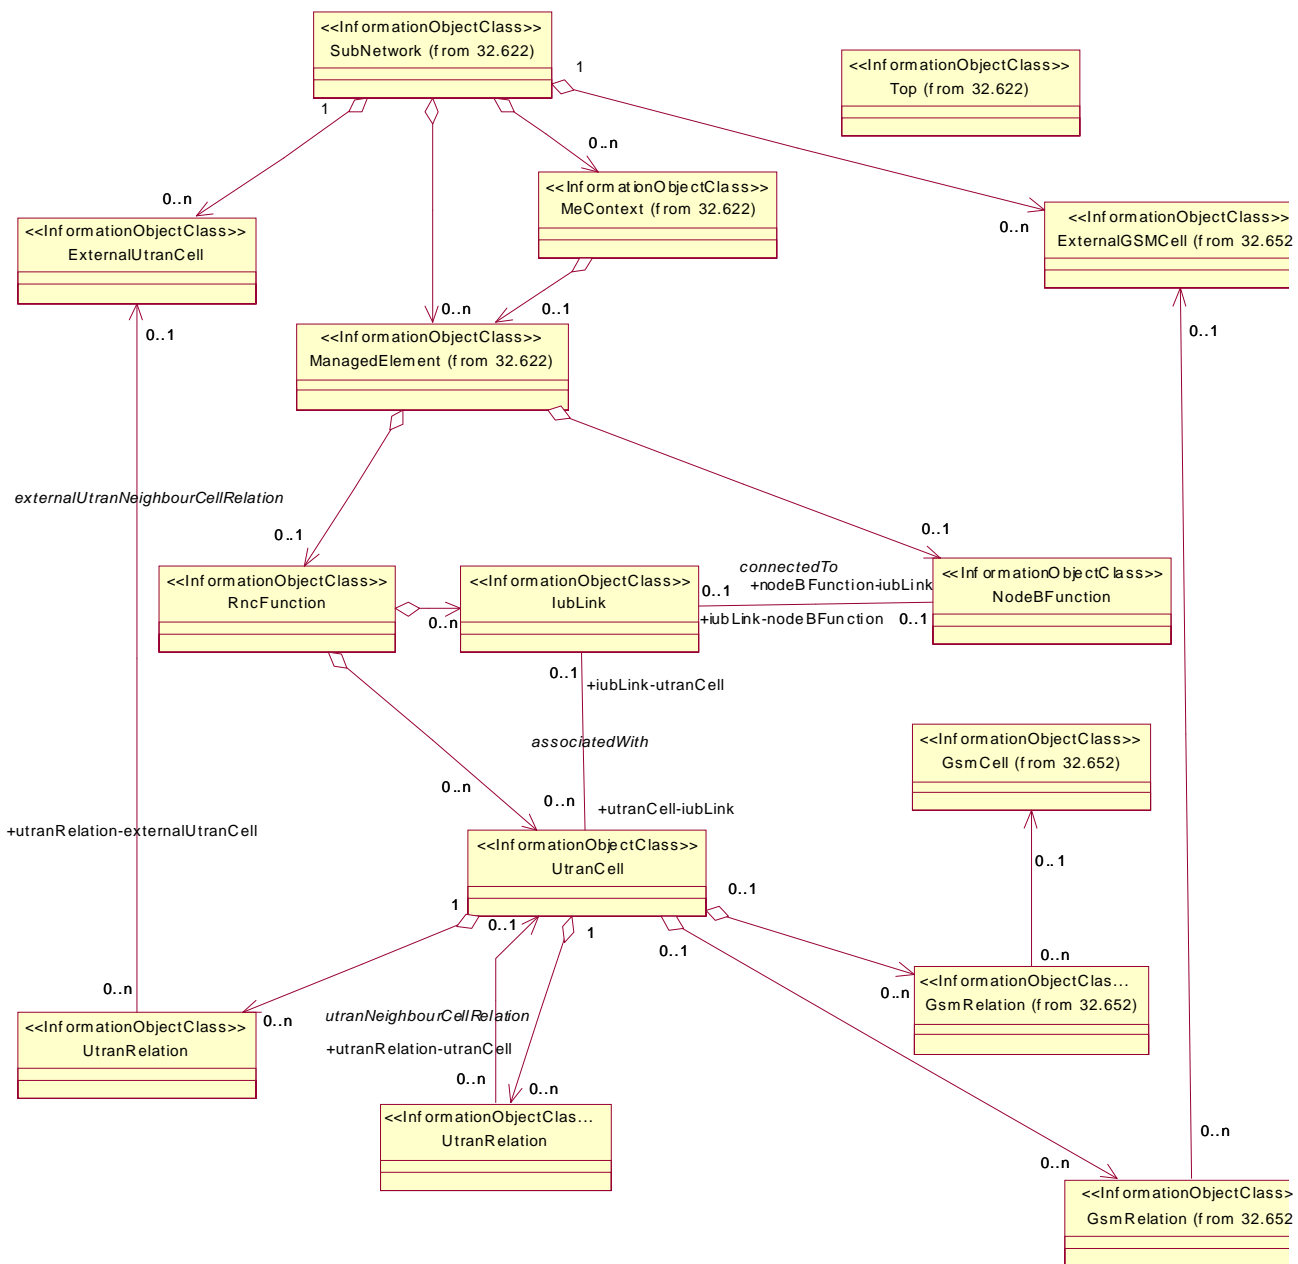 <<InformationObjectClass>>
SubNetwork (from 32.622)
1
1
<<InformationObjectClass>>
Top (from 32.622)
0..n
<<InformationObjectClass>>
MeContext (from 32.622)
0..n
<<InformationObjectClass>>
ExternalUtranCell
0..n
<<InformationObjectClass>
ExternalGSMCell (from 32.652
0..n
0..1
0..1
0..1
<<InformationObjectClass>>
ManagedElement (from 32.622)
externalUtranNeighbourCellRelation
0..1
0..1
<<InformationObjectClass>>
RncFunction
0..n
<<InformationObjectClass>>
IubLink
connectedTo
+nodeBFunction-iubLink
0..1
+iubLink-nodeBFunction
0..1
<<InformationObjectClass>>
NodeBFunction
0..1
+iubLink-utranCell
associatedWith
0..n
0..n
+utranCell-iubLink
<<InformationObjectClass>>
GsmCell (from 32.652)
0..1
0..n
+utranRelation-externalUtranCell
<<InformationObjectClass>>
UtranCell
1
0..1
1
0..1
0..1
0..n
<<InformationObjectClas...
GsmRelation (from 32.652)
0..n
0..n
<<InformationObjectClass>>
UtranRelation
utranNeighbourCellRelation
+utranRelation-utranCell
0..n
0..n
<<InformationObjectClas...
UtranRelation
0..n
0..n
<<InformationObjectClass>
GsmRelation (from 32.652